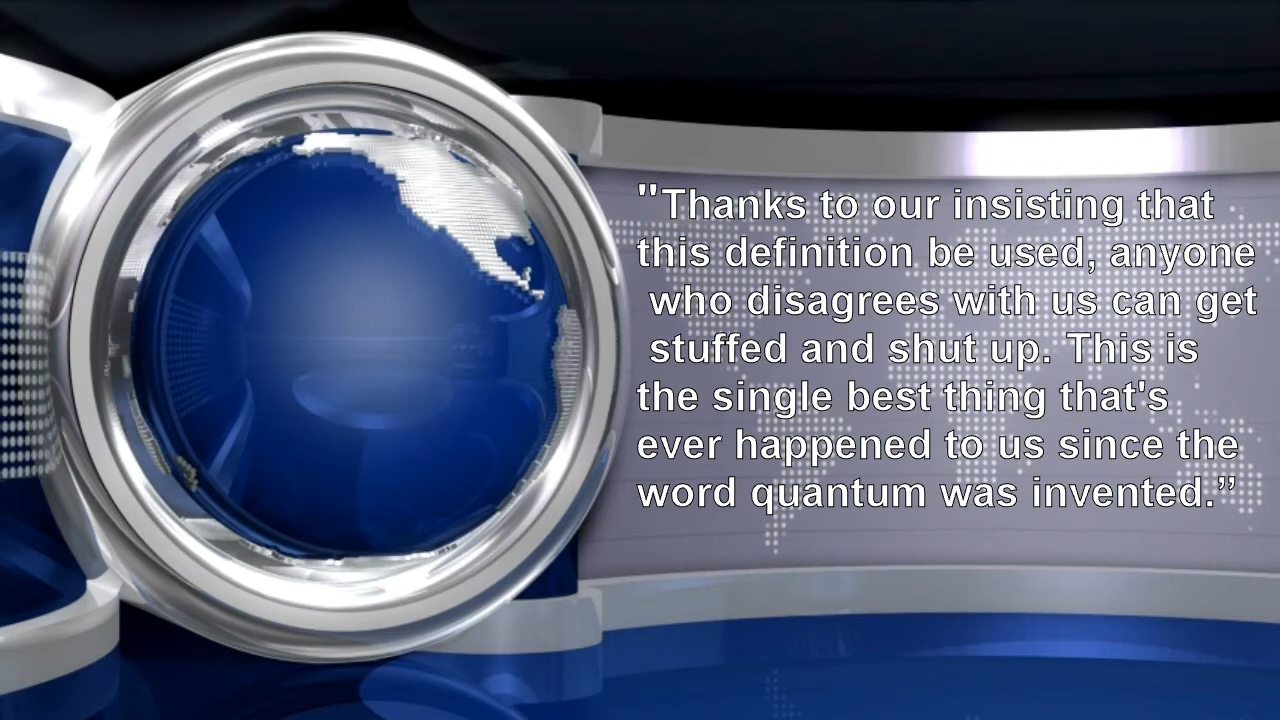 "Thanks to our insisting that
this definition be used, anyone
who disagrees with us can get
stuffed and shut up. This is
the single best thing that's
ever happened to us since the
word quantum was invented.”